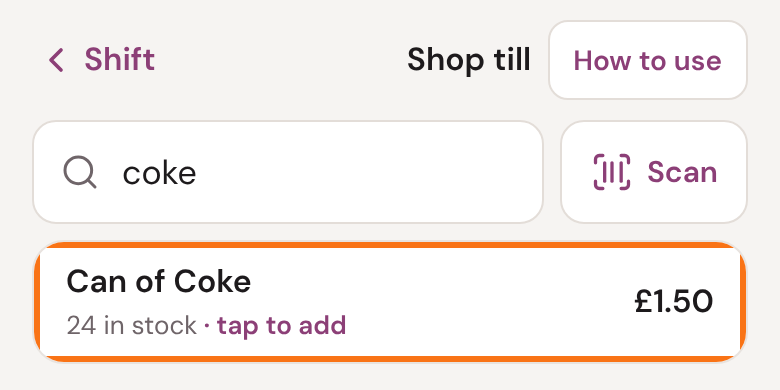 Shift
Shop till
How to use
coke
Scan
Can of Coke
24 in stock · tap to add
£1.50